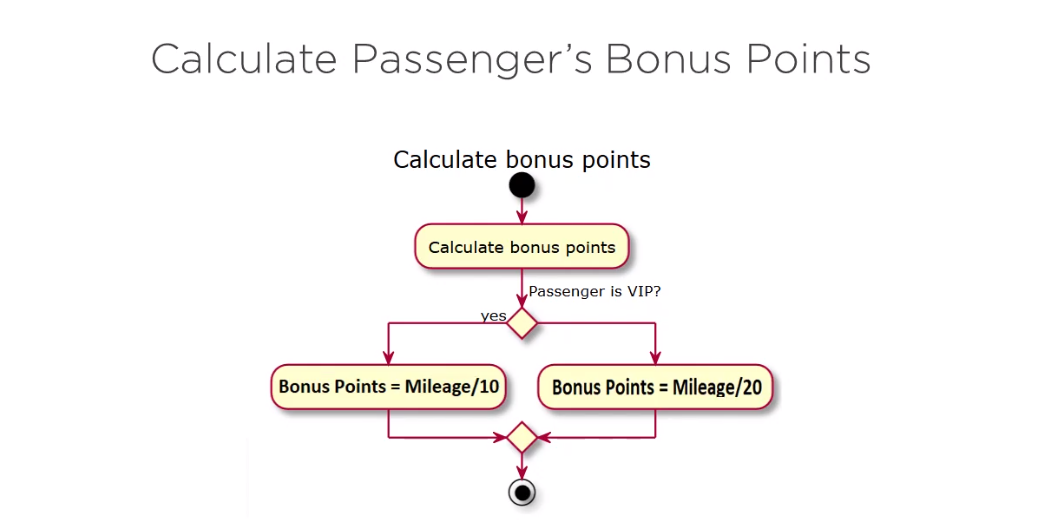 Calculate Passenger’s Bonus Points
Calculate bonus points
Calculate bonus points
Passenger is VIP?
yes
Bonus Points = Mileage/10
Bonus Points = Mileage/20